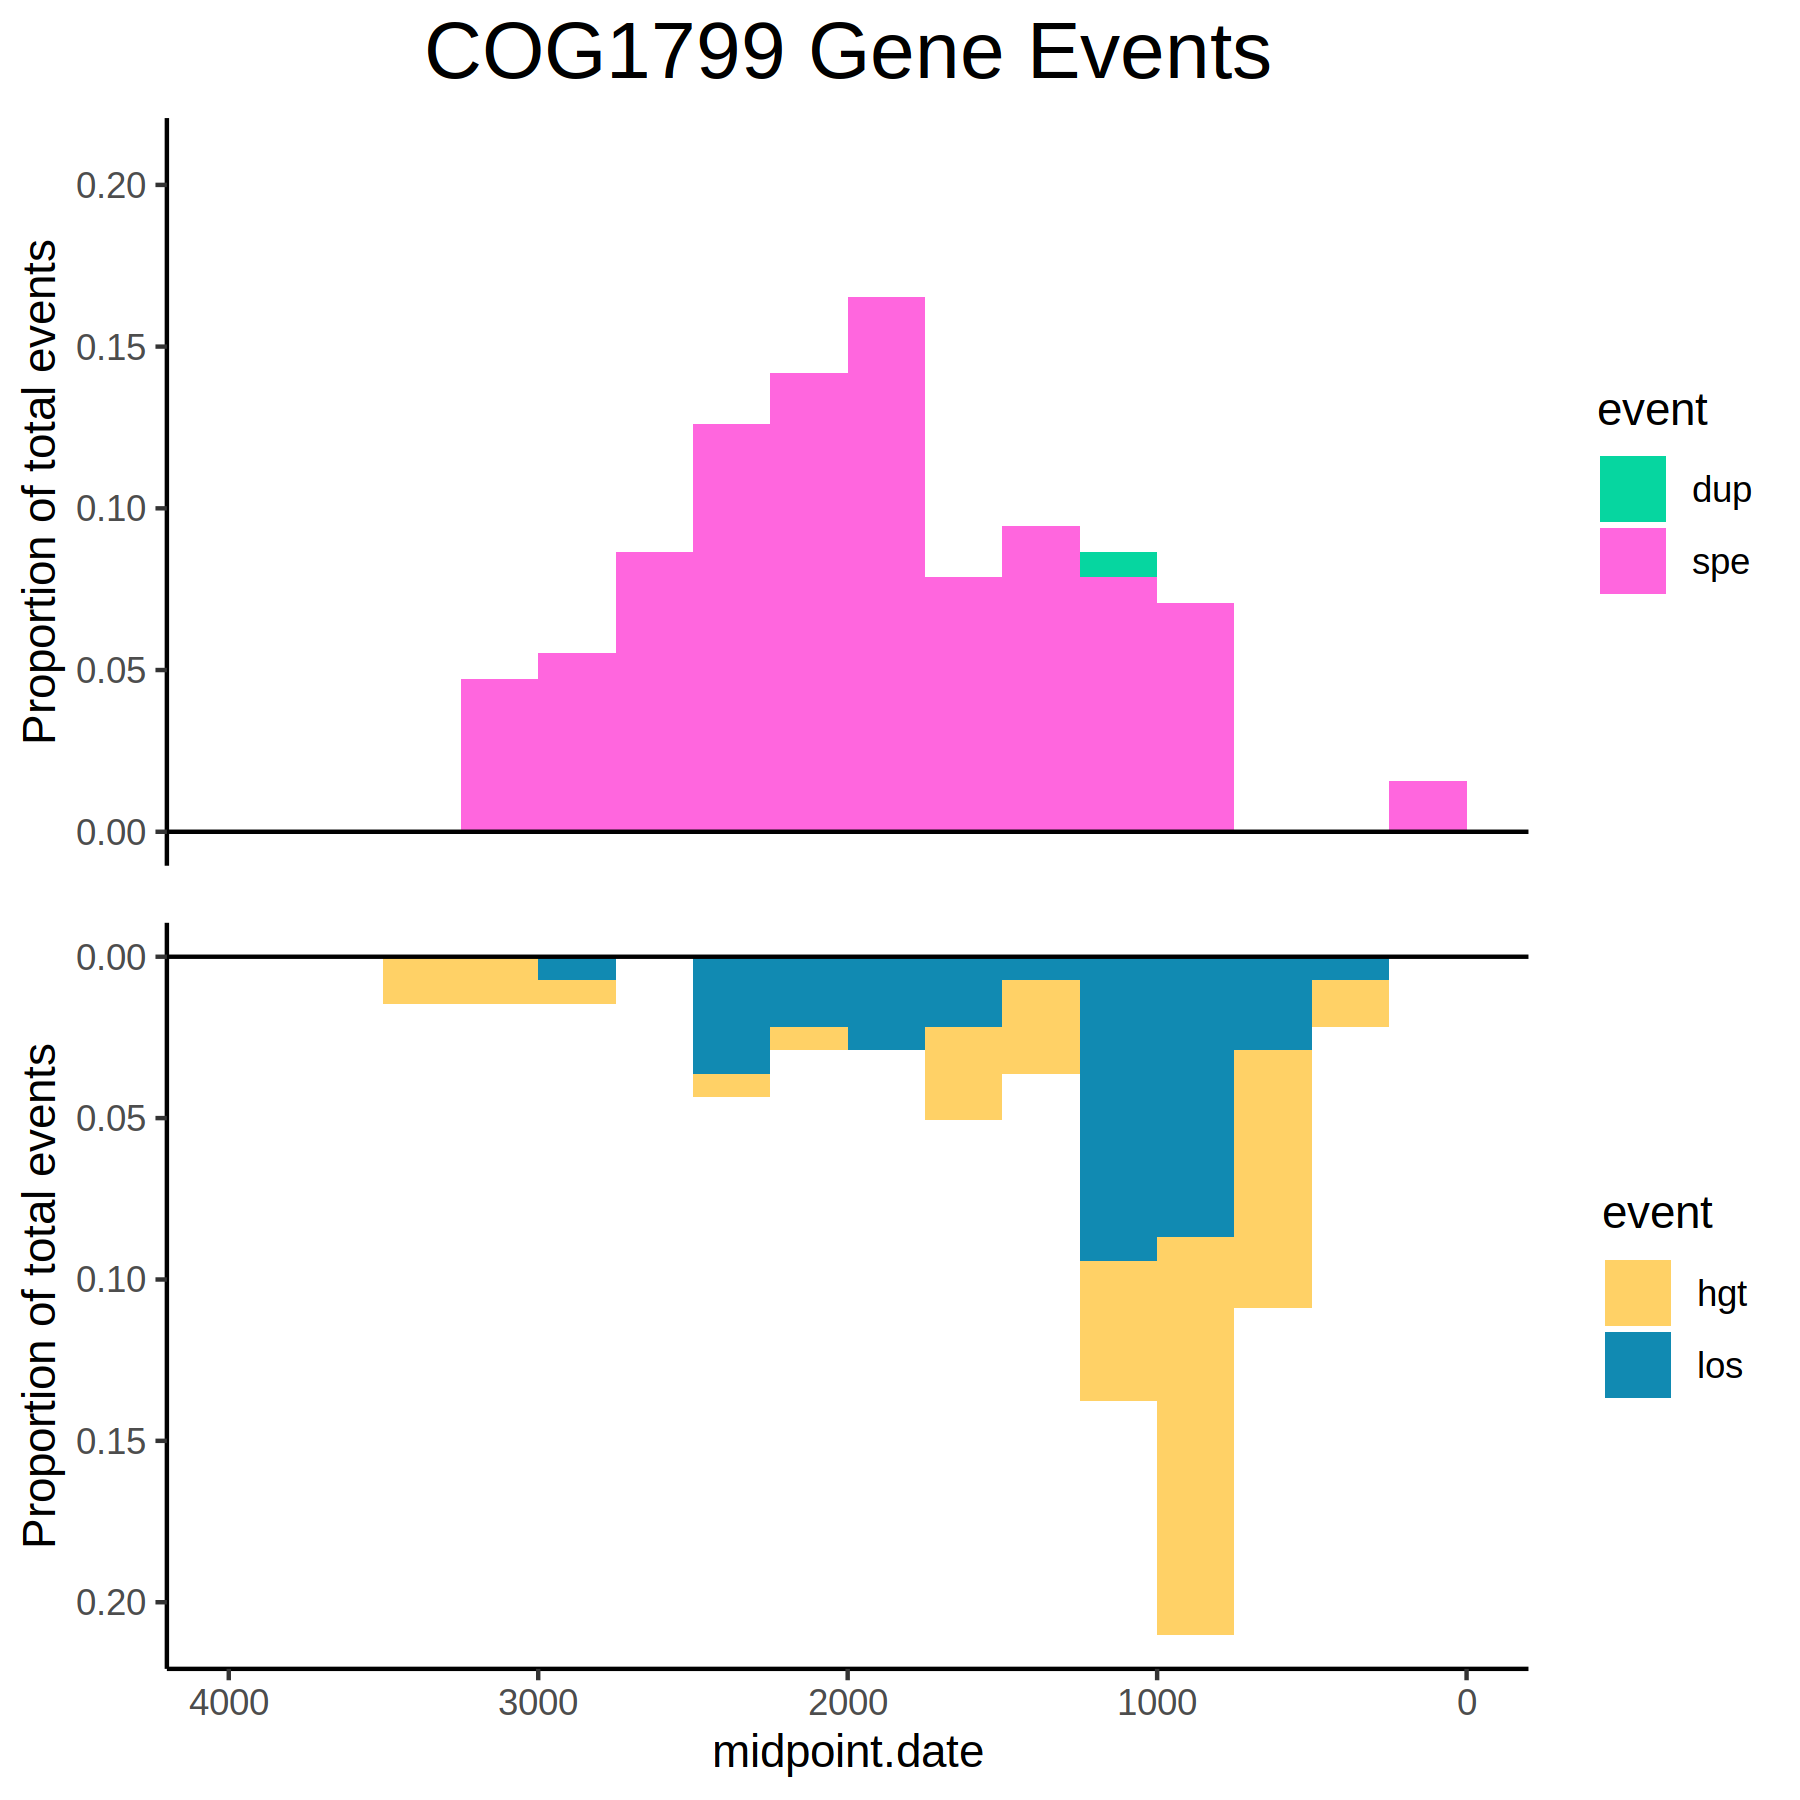 COG1799 Gene Events
Proportion of total events
0.20
0.15
0.10
0.05
0.00
event
dup
spe
Proportion of total events
0.00
0.05
0.10
0.15
0.20
event
hgt
los
4000 3000 2000 1000 0
midpoint.date